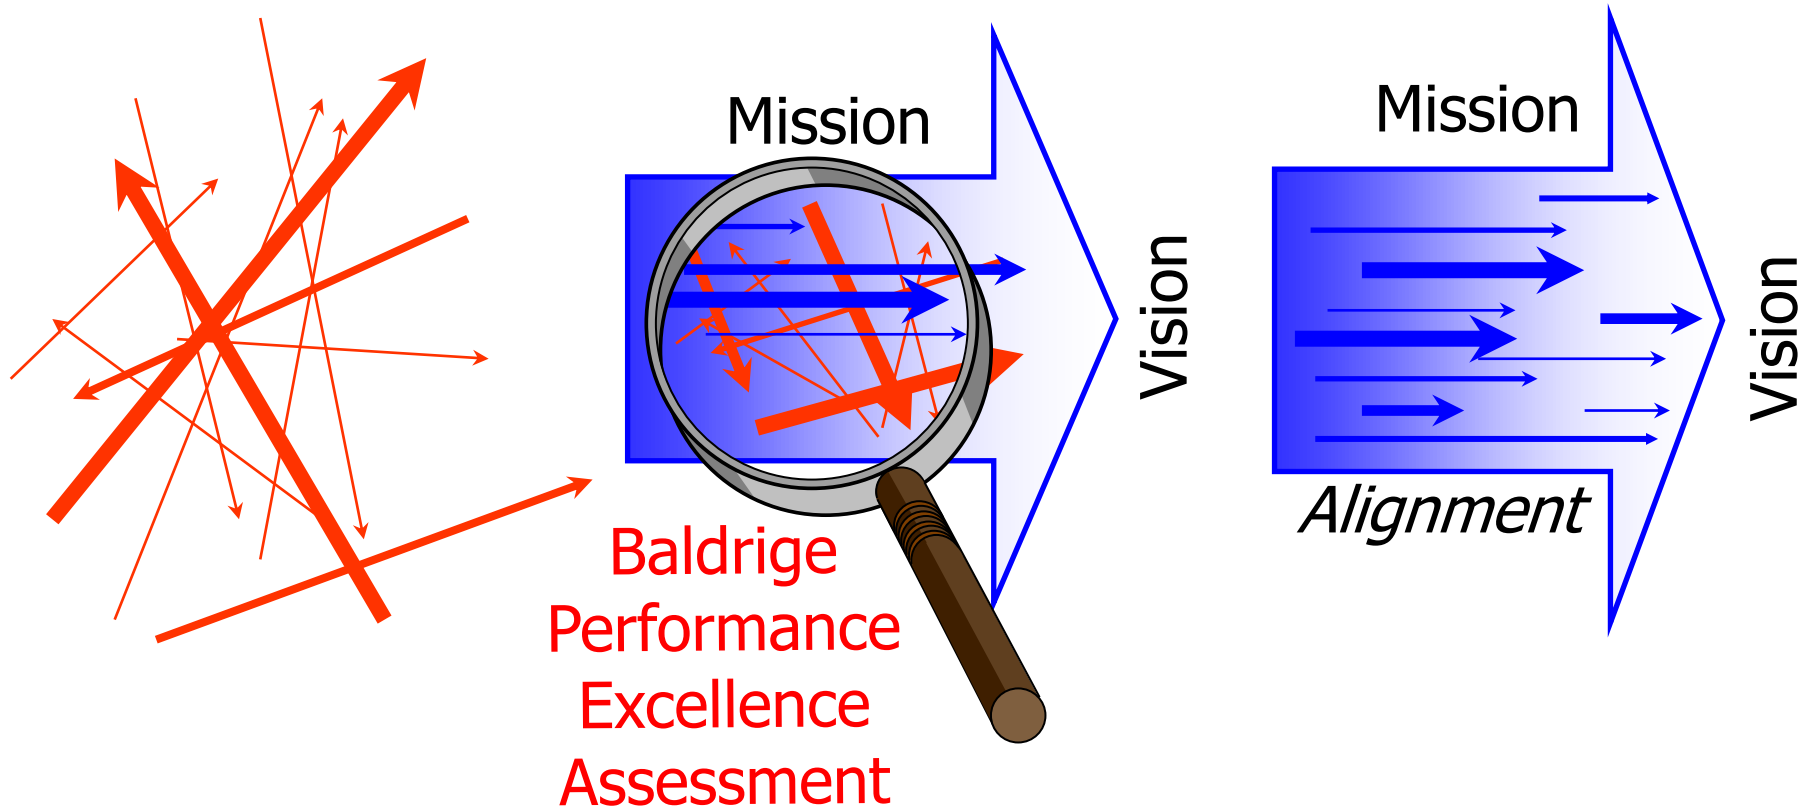 Mission
Vision
Baldrige
Performance
Excellence
Assessment
Mission
Vision
Alignment